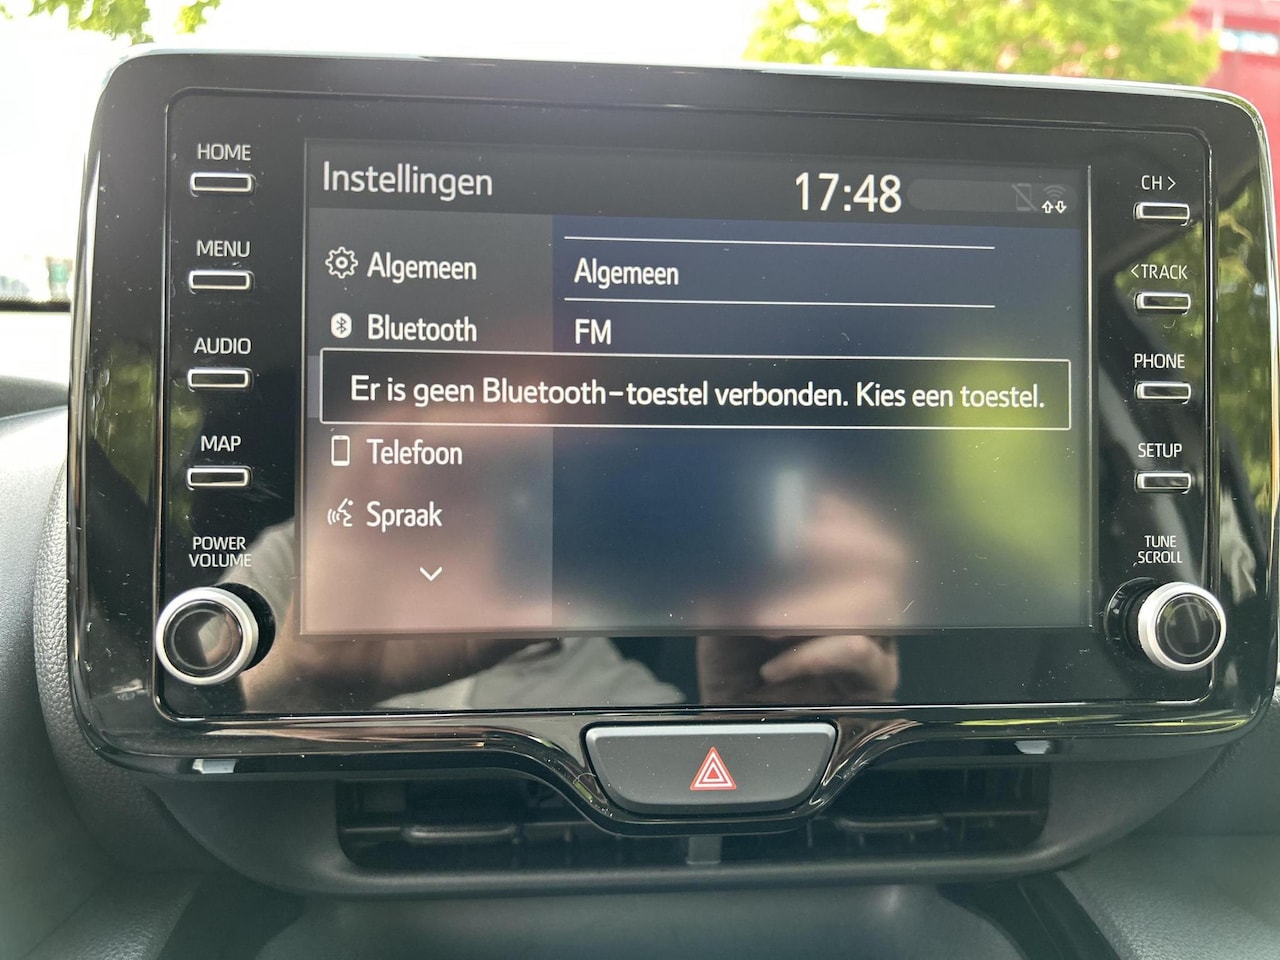 HOME
MENU
AUDIO
MAP
POWER
VOLUME
Instellingen
17:48
Algemeen
Bluetooth
Algemeen
FM
Er is geen Bluetooth-toestel verbonden. Kies een toestel.
Telefoon
Spraak
CH >
<TRACK
PHONE
SETUP
TUNE
SCROLL